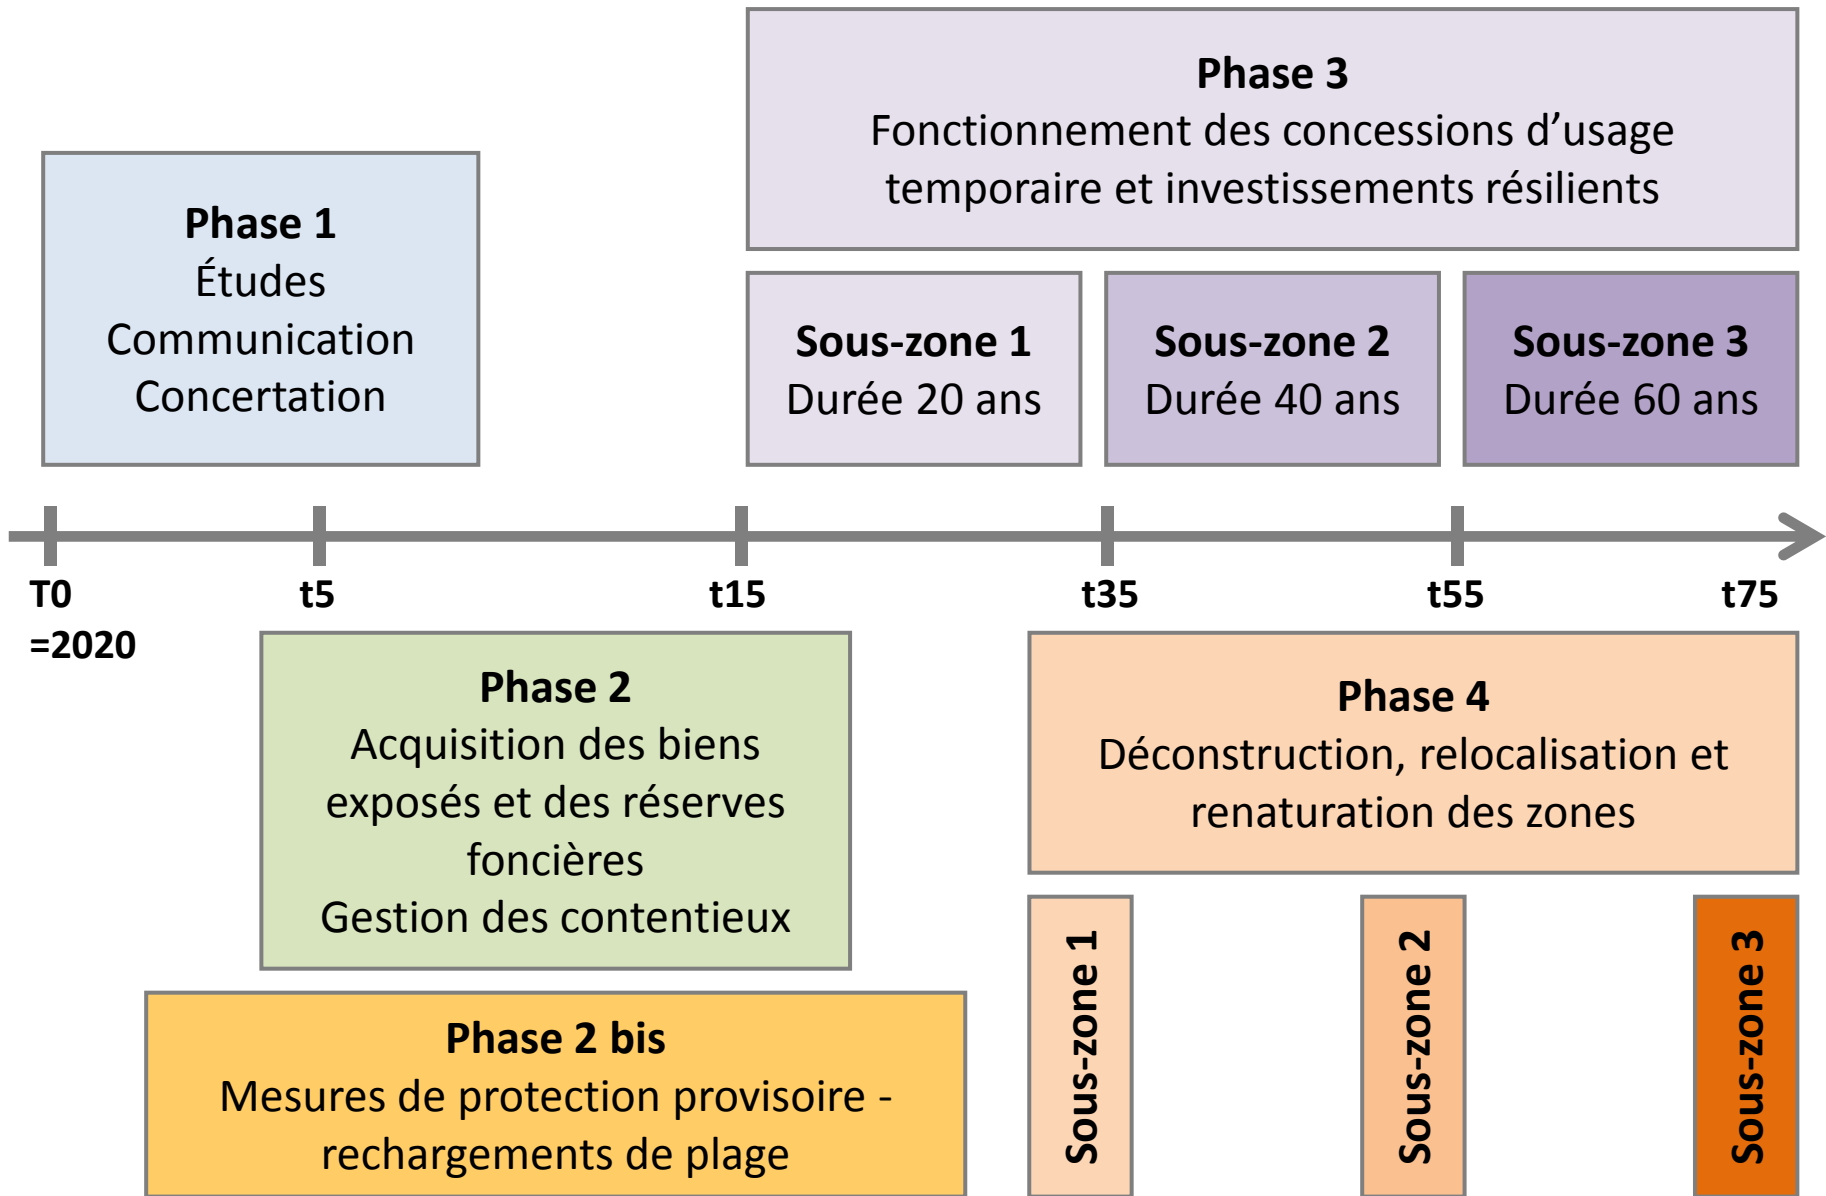 Phase 1
Études
Communication
Concertation
Phase 3
Fonctionnement des concessions d’usage
temporaire et investissements résilients
Sous-zone 1
Durée 20 ans
Sous-zone 2
Durée 40 ans
Sous-zone 3
Durée 60 ans
T0
=2020
t5
t15
t35
t55
t75
Phase 2
Acquisition des biens
exposés et des réserves
foncières
Gestion des contentieux
Phase 2 bis
Mesures de protection provisoire -
rechargements de plage
Phase 4
Déconstruction, relocalisation et
renaturation des zones
Sous-zone 1
Sous-zone 2
Sous-zone 3